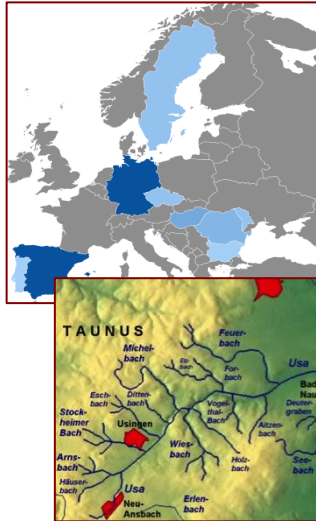 TAUNUS
Feuer-
bach
Michel-
bach
Usa
For-
bach
Bad
Nau
Esch-
bach
Ditten-
bach
Vogel-
thal-
Bach
Deuter-
graben
Stock-
heimer
Bach
Usingen
Aitzen-
bach
Wies-
bach
Arns-
bach
Holz-
bach
See-
bach
Häuser-
bach
Usa
Neu-
Ansbach
Erlen-
bach